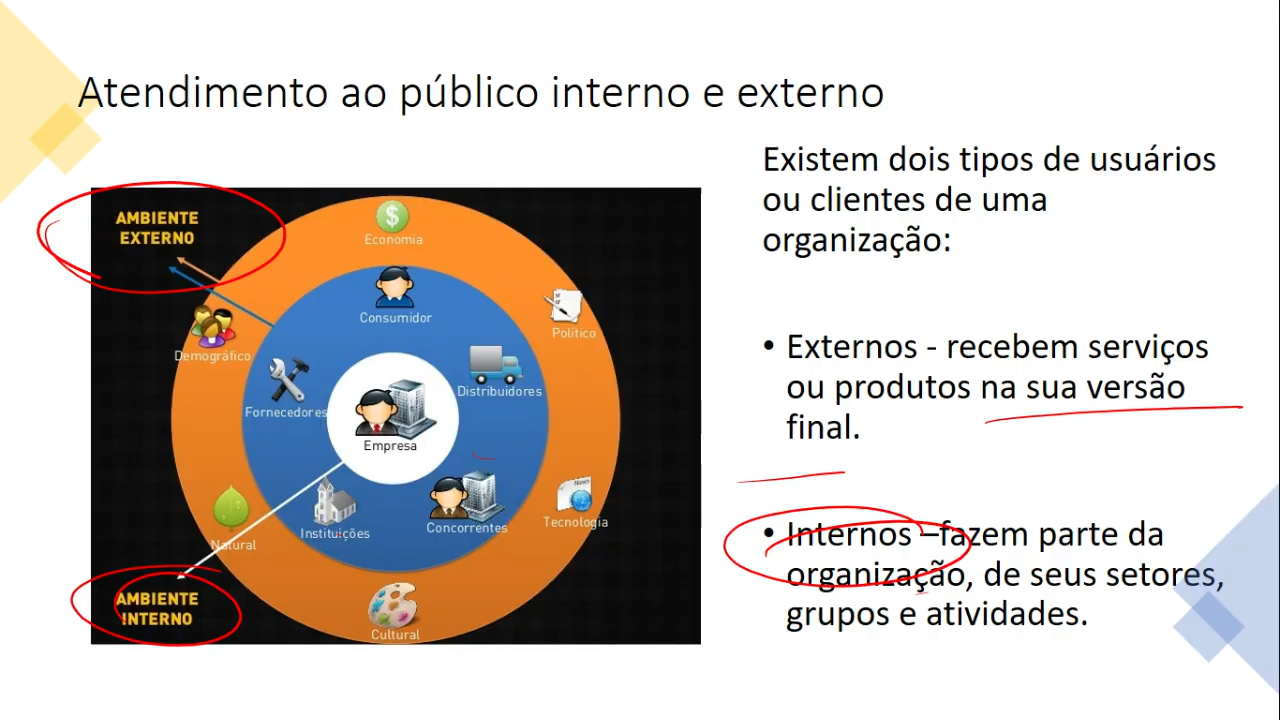 Atendimento ao público interno e externo
AMBIENTE
EXTERNO
Economia
Consumidor
Político
Demográfico
Distribuidores
Fornecedores
Empresa
Instituições
Concorrentes
Tecnologia
News
Natural
AMBIENTE
INTERNO
Cultural
Existem dois tipos de usuários
ou clientes de uma
organização:
• Externos - recebem serviços
ou produtos na sua versão
final.
• Internos –fazem parte da
organização, de seus setores,
grupos e atividades.